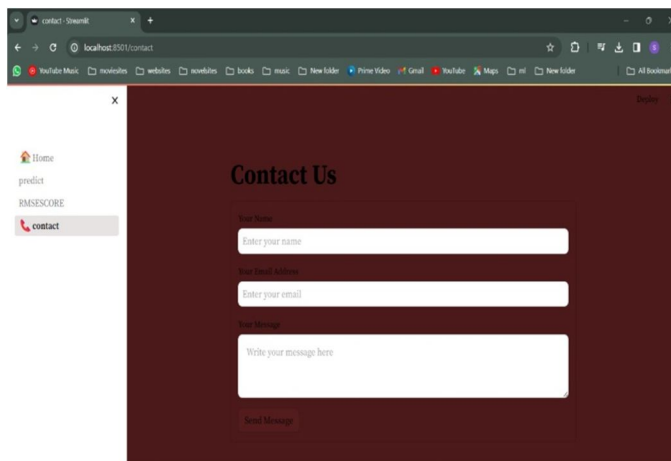 contact · Streamlit
localhost:8501/contact
YouTube Music moviesites websites novelsites books music New folder Prime Video Gmail YouTube Maps ml New folder All Bookmar
Deploy
Home
predict
RMSESCORE
contact
Contact Us
Your Name
Enter your name
Your Email Address
Enter your email
Your Message
Write your message here
Send Message